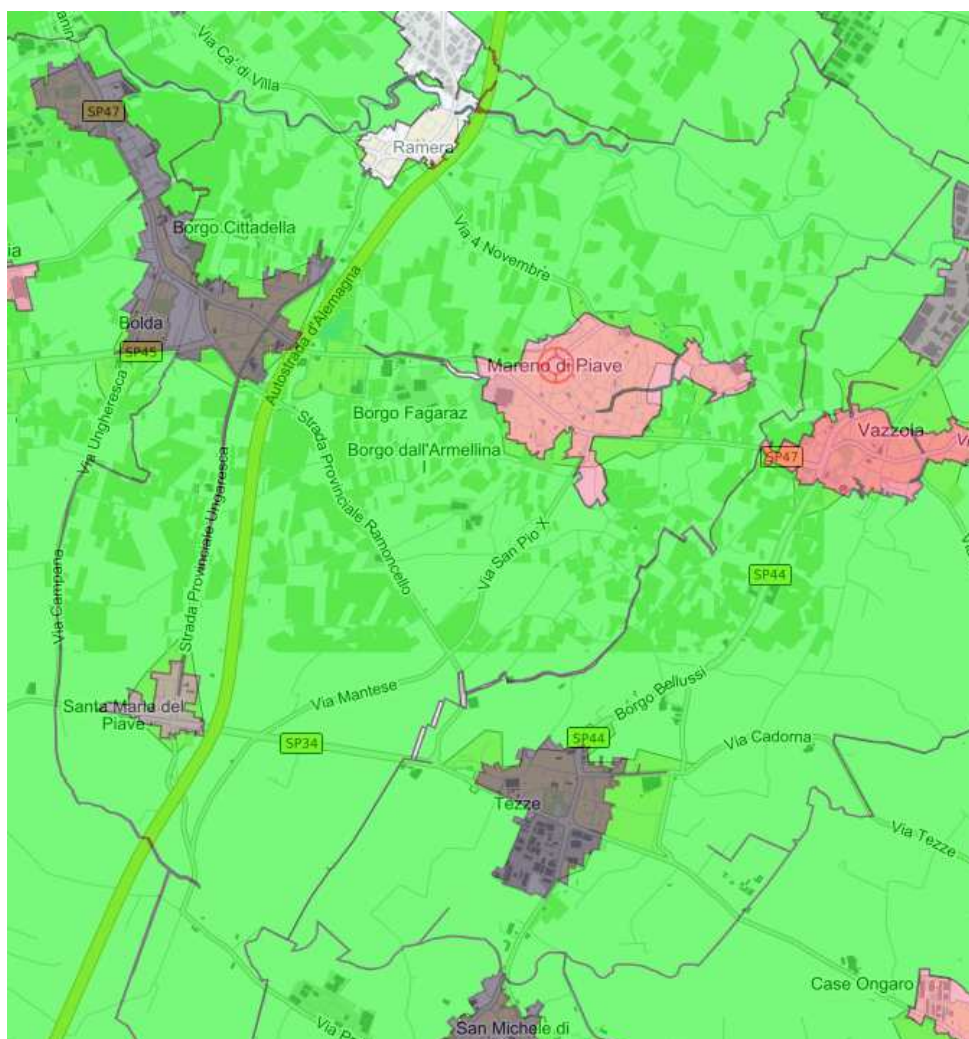 Via Ca' di Villa
SP47
Ramera
Borgo Cittadella
Via 4 Novembre
ia
Autostrada d'Alemagna
Bolda
SP45
Mareno di Piave
Via Ungheresca
Borgo Fagaraz
Strada Provinciale Ramoncello
Vazzola
Borgo dall'Armellina
I
SP47
Strada Provinciale Ungaresca
Via San Pio X
SP44
Via Campana
Via Mantese
Borgo Bellussi
Santa Maria del
Piave
SP34
SP44
Via Cadorna
Tezze
Via Tezze
Case Ongaro
San Michele di